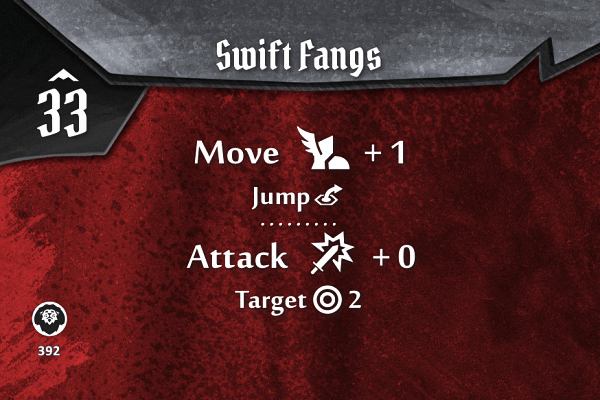 Swift Fangs
33
Move + 1
Jump
Attack + 0
Target 2
392